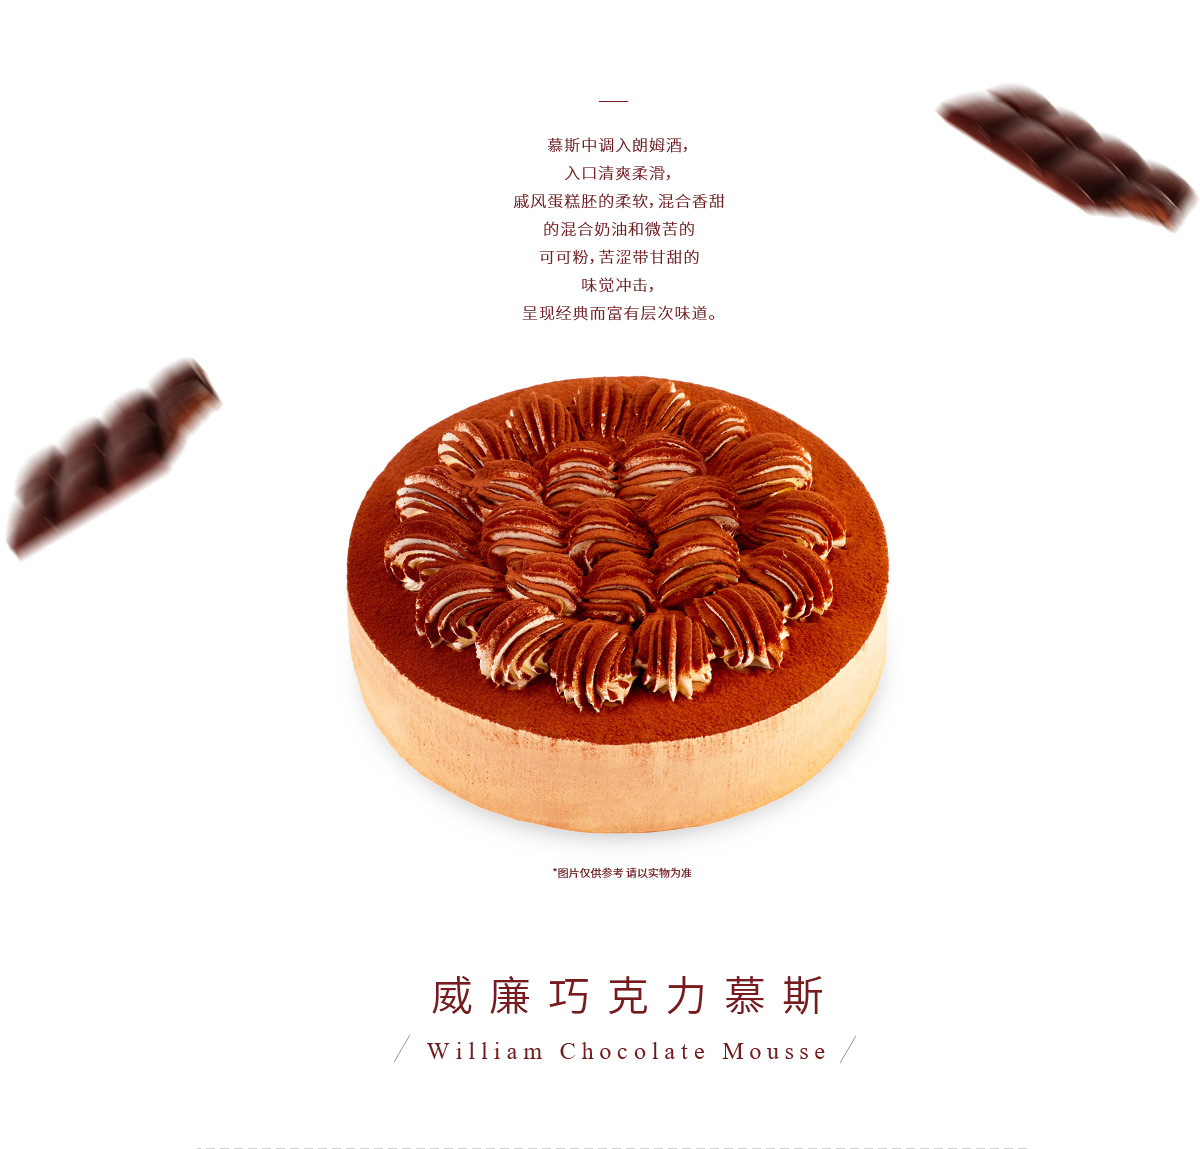 慕斯中调入朗姆酒，
入口清爽柔滑，
戚风蛋糕胚的柔软，混合香甜
的混合奶油和微苦的
可可粉，苦涩带甘甜的
味觉冲击，
呈现经典而富有层次味道。
*图片仅供参考 请以实物为准
威廉巧克力慕斯
William Chocolate Mousse